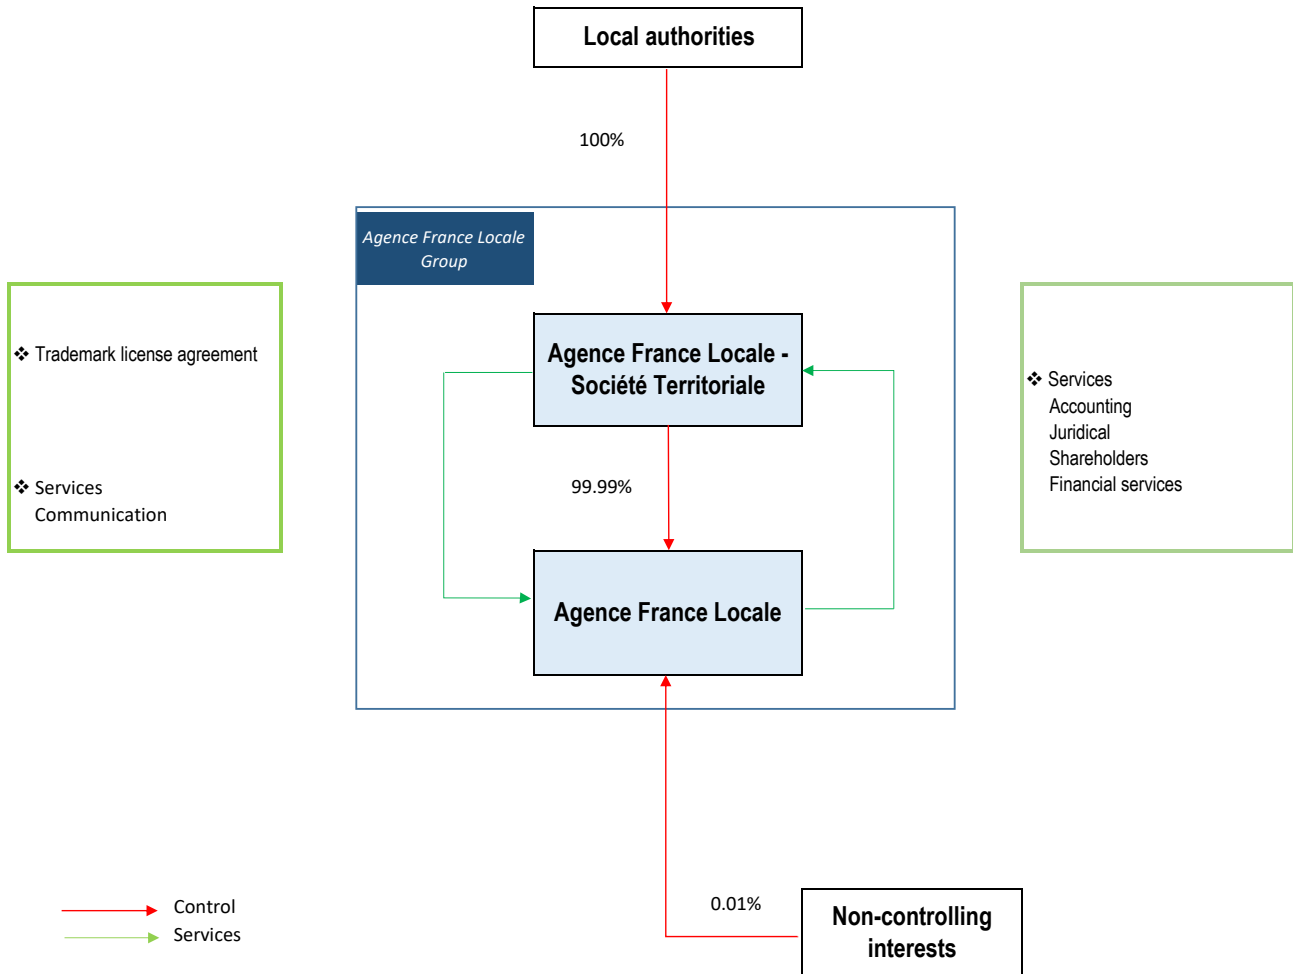 Local authorities
100%
Agence France Locale
Group
❖ Trademark license agreement
❖ Services
Communication
Agence France Locale -
Société Territoriale
99.99%
Agence France Locale
❖ Services
Accounting
Juridical
Shareholders
Financial services
0.01%
Non-controlling
interests
Control
Services